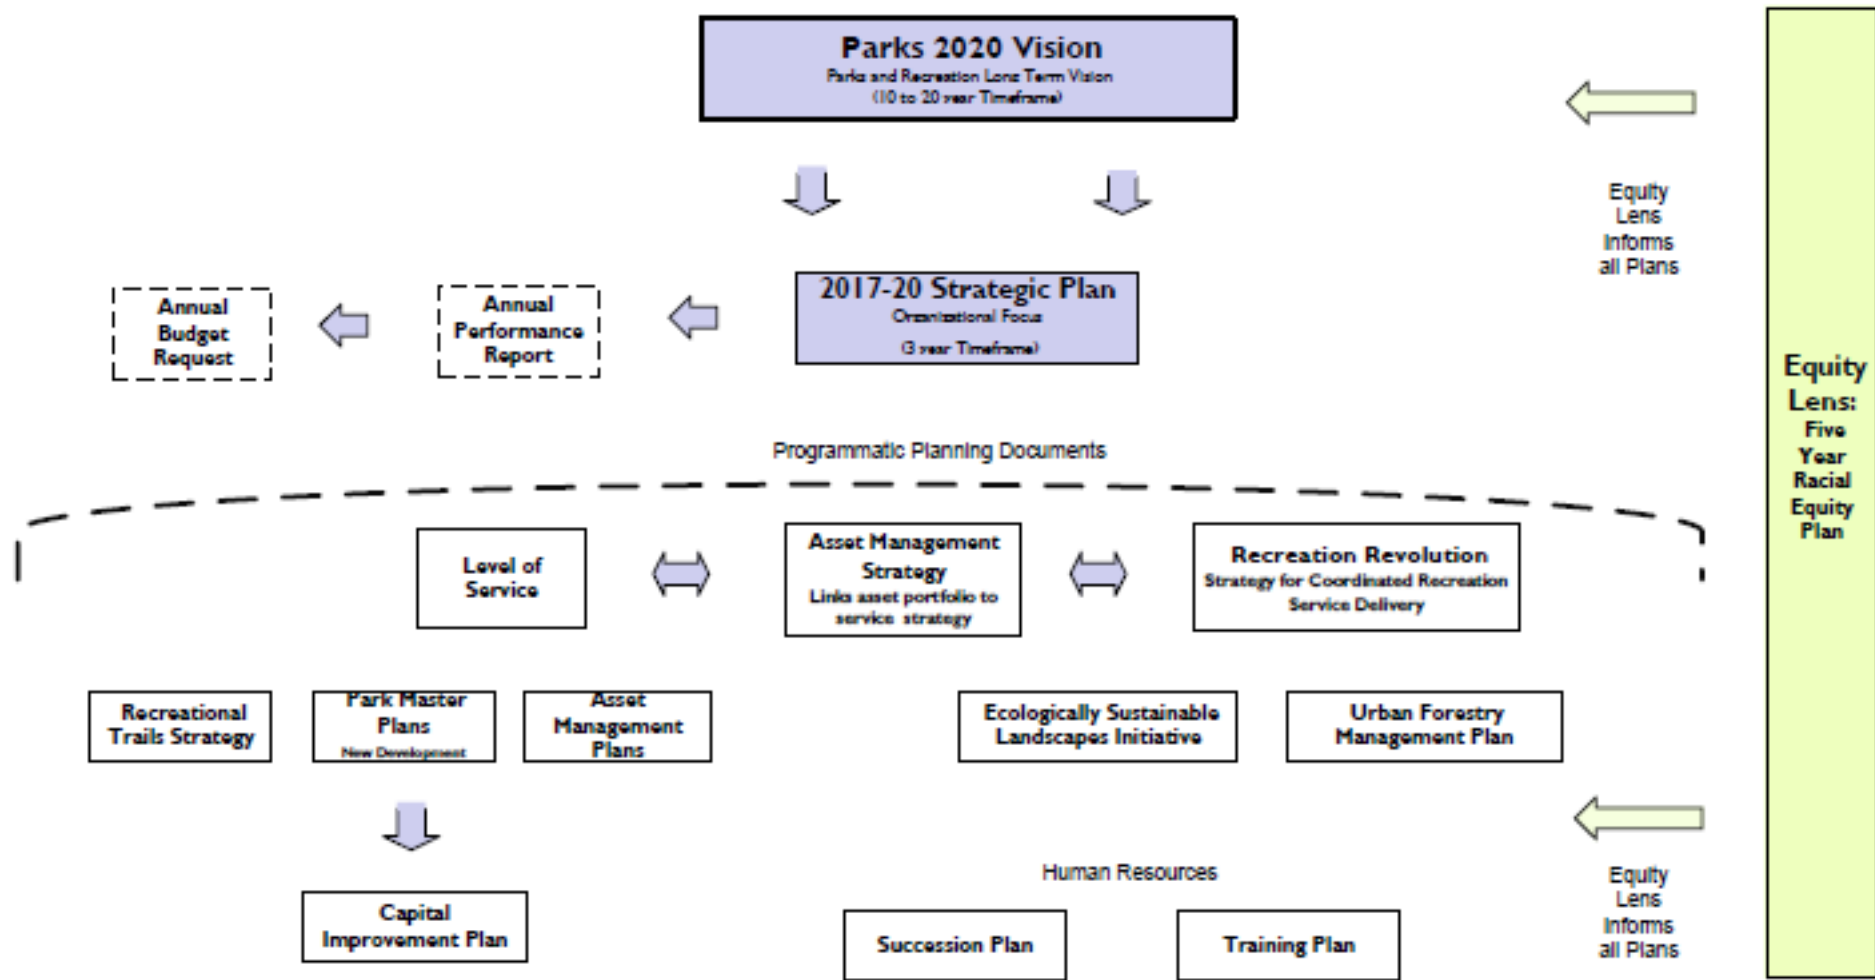 Parks 2020 Vision
Parks and Recreation Long Term Vision
(10 to 20 year Timeframe)
Equity
Lens
Informs
all Plans
2017-20 Strategic Plan
Organizational Focus
(3 year Timeframe)
Annual
Performance
Report
Annual
Budget
Request
Equity
Lens:
Five
Year
Racial
Equity
Plan
Programmatic Planning Documents
Level of
Service
Asset Management
Strategy
Links asset portfolio to
service strategy
Recreation Revolution
Strategy for Coordinated Recreation
Service Delivery
Recreational
Trails Strategy
Park Master
Plans
New Development
Asset
Management
Plans
Ecologically Sustainable
Landscapes Initiative
Urban Forestry
Management Plan
Capital
Improvement Plan
Human Resources
Succession Plan
Training Plan
Equity
Lens
Informs
all Plans